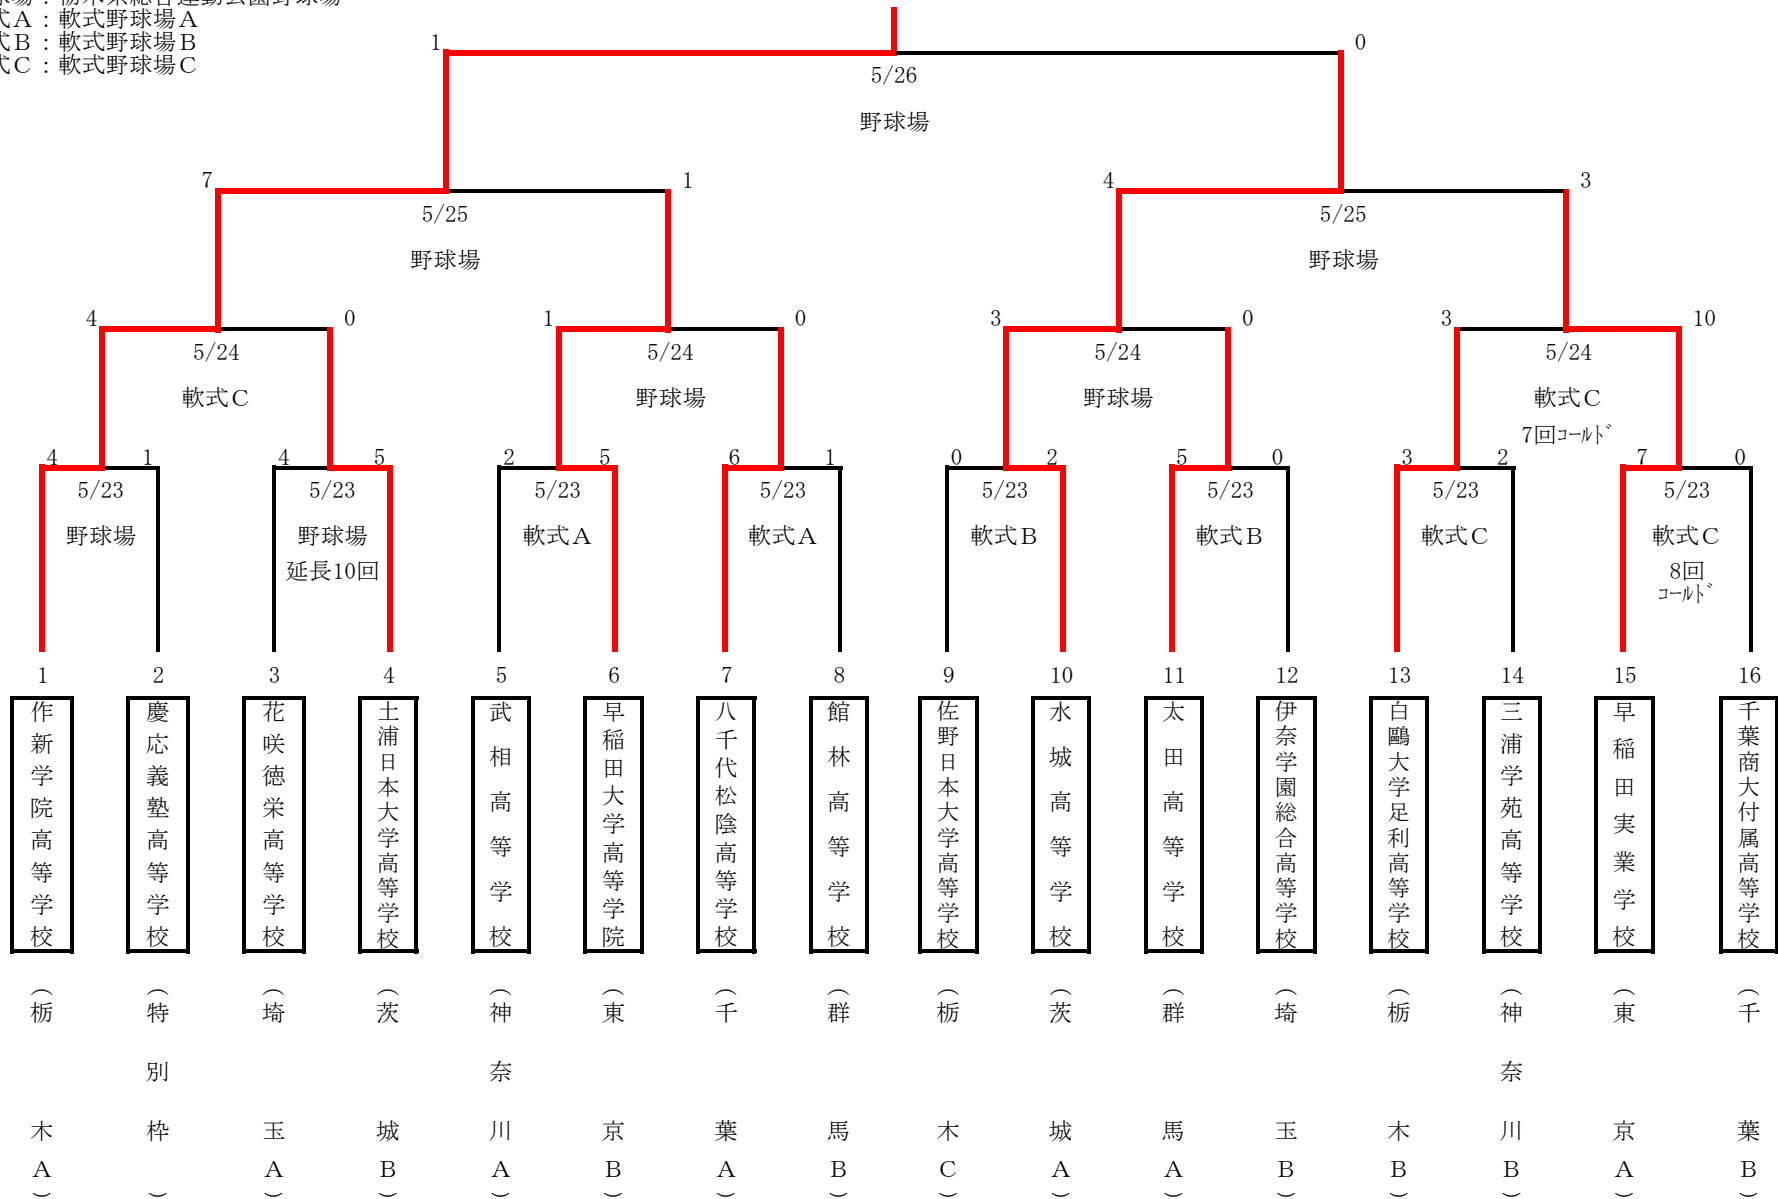 式Ａ：軟式野球場Ａ
式Ｂ：軟式野球場Ｂ
式Ｃ：軟式野球場Ｃ
1
0
5/26
野球場
7
1
4
3
5/25
5/25
野球場
野球場
4
0
1
0
3
0
3
10
5/24
5/24
5/24
5/24
軟式Ｃ
野球場
野球場
軟式Ｃ
7回ｺｰﾙﾄﾞ
4
1
4
5
2
5
6
1
0
2
5
0
3
2
7
0
5/23
5/23
5/23
5/23
5/23
5/23
5/23
5/23
野球場
野球場
軟式Ａ
軟式Ａ
軟式Ｂ
軟式Ｂ
軟式Ｃ
軟式Ｃ
延長10回
8回
ｺｰﾙﾄﾞ
1
2
3
4
5
6
7
8
9
10
11
12
13
14
15
16
作新学院高等学校
慶応義塾高等学校
花咲徳栄高等学校
土浦日本大学高等学校
武相高等学校
早稲田大学高等学院
八千代松陰高等学校
館林高等学校
佐野日本大学高等学校
水城高等学校
太田高等学校
伊奈学園総合高等学校
白鷗大学足利高等学校
三浦学苑高等学校
早稲田実業学校
千葉商大付属高等学校
（栃木Ａ）
（特別枠）
（埼玉Ａ）
（茨城Ｂ）
（神奈川Ａ）
（東京Ｂ）
（千葉Ａ）
（群馬Ｂ）
（栃木Ｃ）
（茨城Ａ）
（群馬Ａ）
（埼玉Ｂ）
（栃木Ｂ）
（神奈川Ｂ）
（東京Ａ）
（千葉Ｂ）